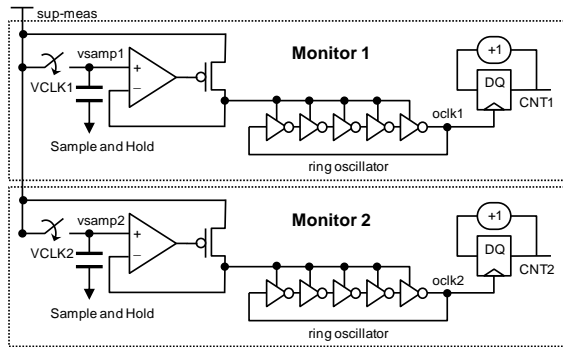 sup-meas
vsamp1
Monitor 1
+1
+
−
DQ
VCLK1
oclk1
CNT1
Sample and Hold
ring oscillator
vsamp2
Monitor 2
+1
+
−
DQ
VCLK2
oclk2
CNT2
Sample and Hold
ring oscillator